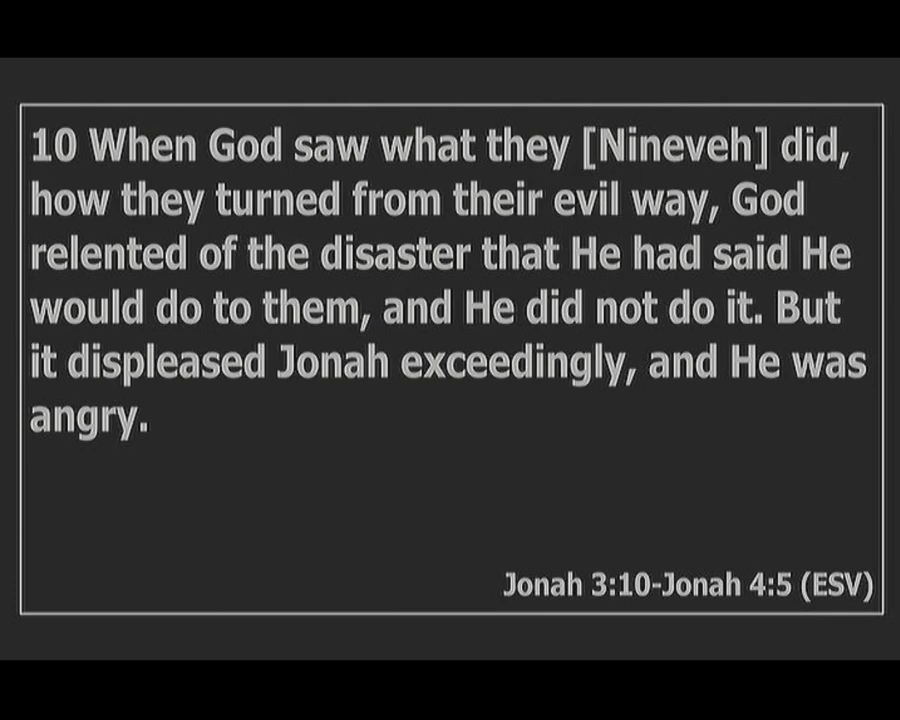 10 When God saw what they [Nineveh] did,
how they turned from their evil way, God
relented of the disaster that He had said He
would do to them, and He did not do it. But
it displeased Jonah exceedingly, and He was
angry.
Jonah 3:10-Jonah 4:5 (ESV)